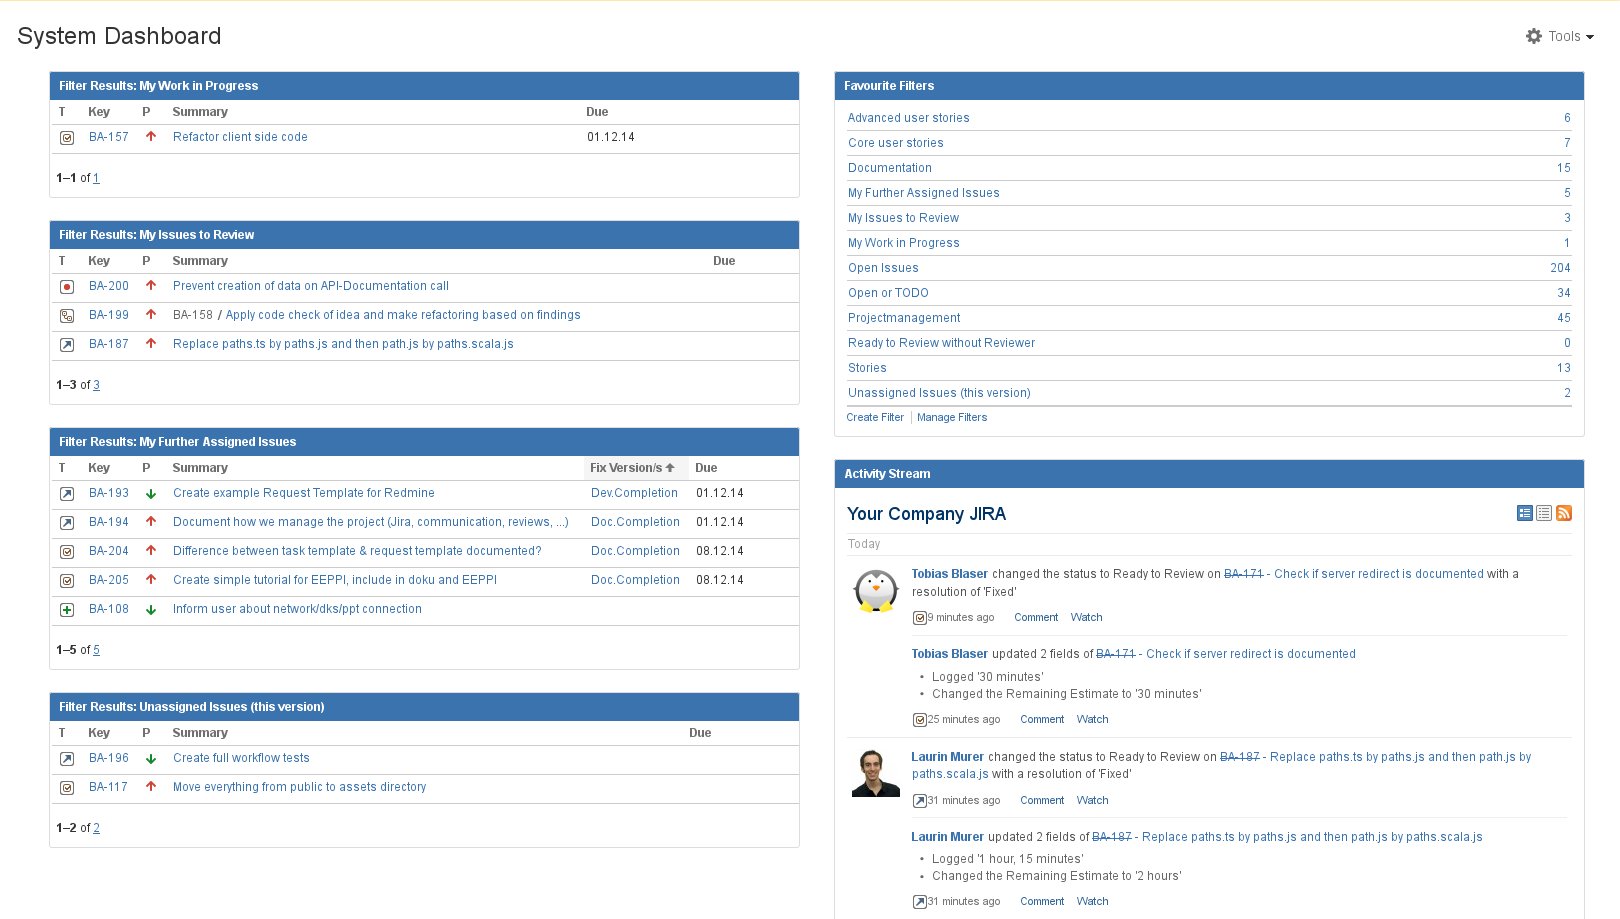 System Dashboard
Tools
Filter Results: My Work in Progress
T Key P Summary Due
BA-157 Refactor client side code 01.12.14
1–1 of 1
Filter Results: My Issues to Review
T Key P Summary Due
BA-200 Prevent creation of data on API-Documentation call
BA-199 BA-158 / Apply code check of idea and make refactoring based on findings
BA-187 Replace paths.ts by paths.js and then path.js by paths.scala.js
1–3 of 3
Filter Results: My Further Assigned Issues
T Key P Summary Fix Version/s Due
BA-193 Create example Request Template for Redmine Dev.Completion 01.12.14
BA-194 Document how we manage the project (Jira, communication, reviews, ...) Doc.Completion 01.12.14
BA-204 Difference between task template & request template documented? Doc.Completion 08.12.14
BA-205 Create simple tutorial for EEPPI, include in doku and EEPPI Doc.Completion 08.12.14
BA-108 Inform user about network/dks/ppt connection
1–5 of 5
Filter Results: Unassigned Issues (this version)
T Key P Summary Due
BA-196 Create full workflow tests
BA-117 Move everything from public to assets directory
1–2 of 2
Favourite Filters
Advanced user stories 6
Core user stories 7
Documentation 15
My Further Assigned Issues 5
My Issues to Review 3
My Work in Progress 1
Open Issues 204
Open or TODO 34
Projectmanagement 45
Ready to Review without Reviewer 0
Stories 13
Unassigned Issues (this version) 2
Create Filter Manage Filters
Activity Stream
Your Company JIRA
Today
Tobias Blaser changed the status to Ready to Review on BA-171 - Check if server redirect is documented with a
resolution of 'Fixed'
9 minutes ago Comment Watch
Tobias Blaser updated 2 fields of BA-171 - Check if server redirect is documented
• Logged '30 minutes'
• Changed the Remaining Estimate to '30 minutes'
25 minutes ago Comment Watch
Laurin Murer changed the status to Ready to Review on BA-187 - Replace paths.ts by paths.js and then path.js by
paths.scala.js with a resolution of 'Fixed'
31 minutes ago Comment Watch
Laurin Murer updated 2 fields of BA-187 - Replace paths.ts by paths.js and then path.js by paths.scala.js
• Logged '1 hour, 15 minutes'
• Changed the Remaining Estimate to '2 hours'
31 minutes ago Comment Watch